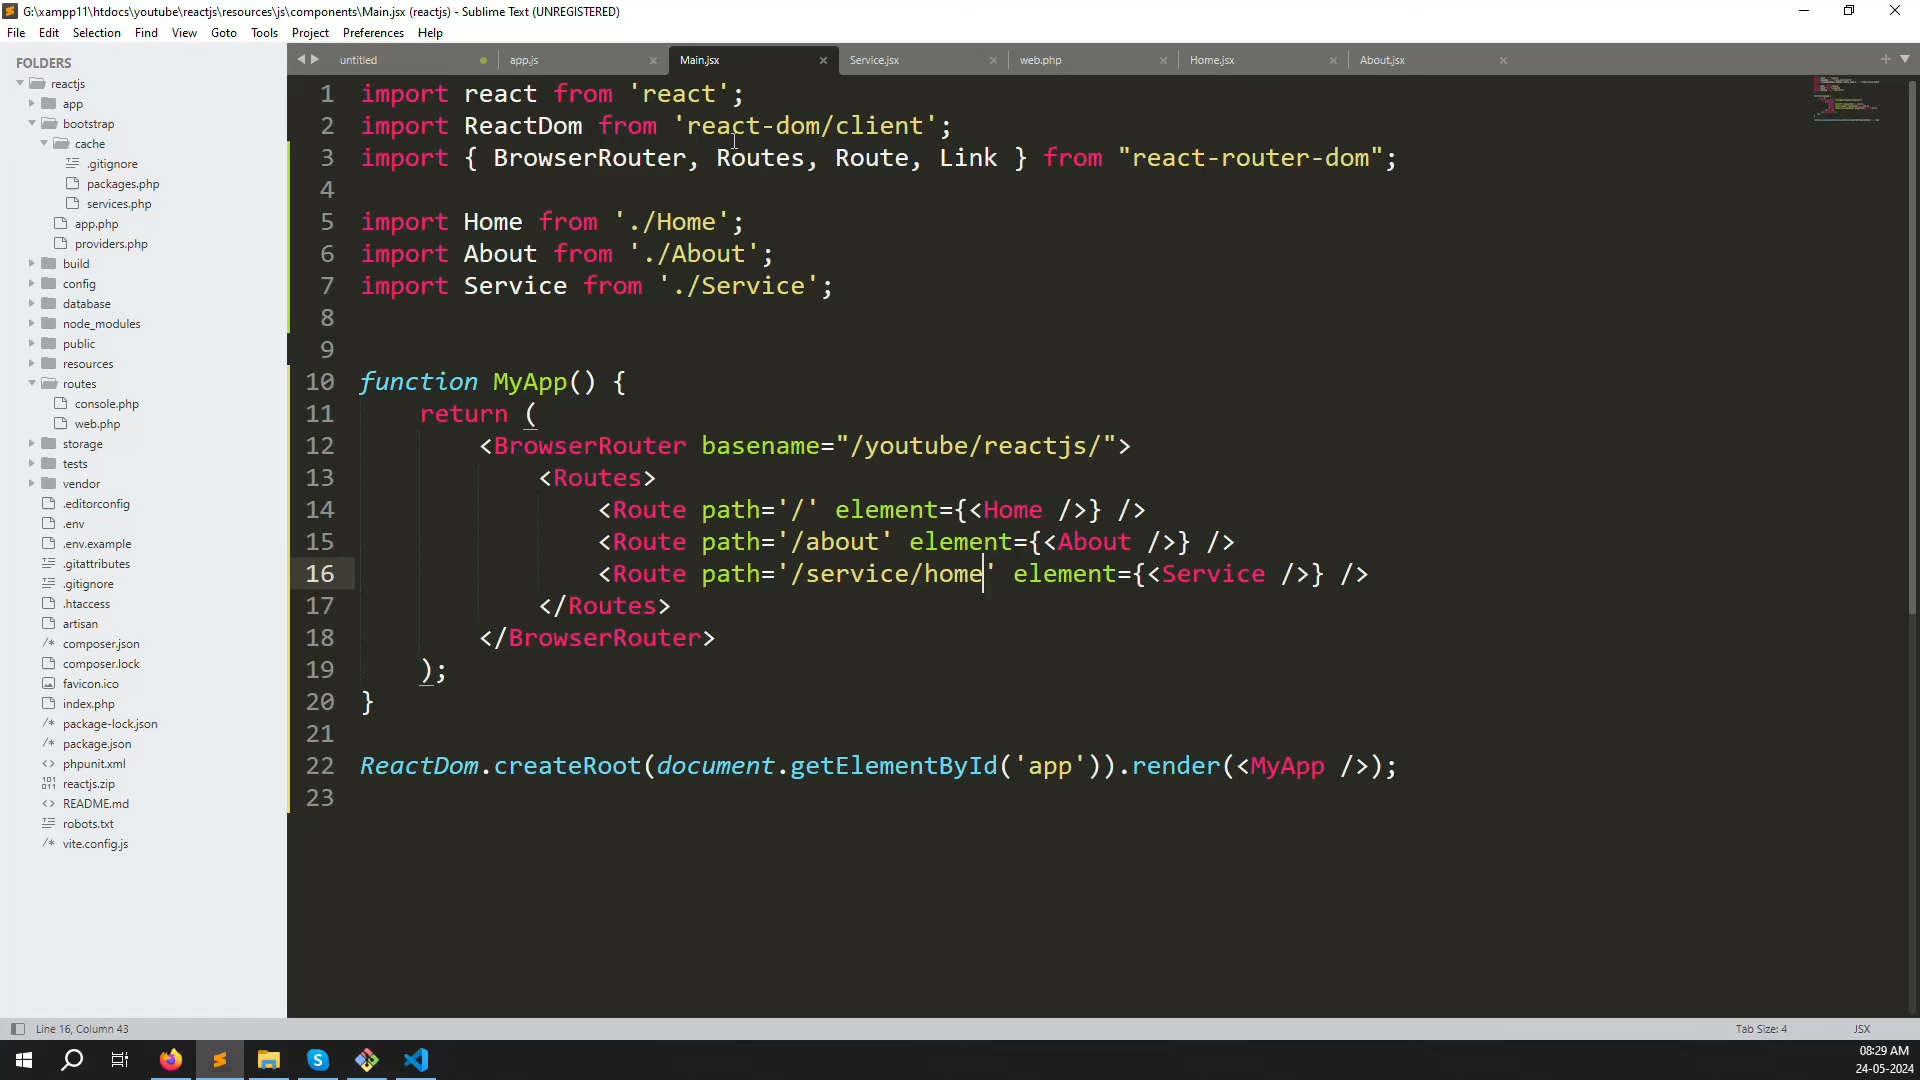 G:\xampp11\htdocs\youtube\reactjs\resources\js\components\Main.jsx (reactjs) - Sublime Text (UNREGISTERED)
File Edit Selection Find View Goto Tools Project Preferences Help
FOLDERS
reactjs
app
bootstrap
cache
.gitignore
packages.php
services.php
app.php
providers.php
build
config
database
node_modules
public
resources
routes
console.php
web.php
storage
tests
vendor
.editorconfig
.env
.env.example
.gitattributes
.gitignore
.htaccess
artisan
composer.json
composer.lock
favicon.ico
index.php
package-lock.json
package.json
phpunit.xml
reactjs.zip
README.md
robots.txt
vite.config.js
untitled app.js Main.jsx Service.jsx web.php Home.jsx About.jsx
1 import react from 'react';
2 import ReactDom from 'react-dom/client';
3 import { BrowserRouter, Routes, Route, Link } from "react-router-dom";
4
5 import Home from './Home';
6 import About from './About';
7 import Service from './Service';
8
9
10 function MyApp() {
11 return (
12 <BrowserRouter basename="/youtube/reactjs/">
13 <Routes>
14 <Route path='/' element={<Home />} />
15 <Route path='/about' element={<About />} />
16 <Route path='/service/home' element={<Service />} />
17 </Routes>
18 </BrowserRouter>
19 );
20 }
21
22 ReactDom.createRoot(document.getElementById('app')).render(<MyApp />);
23
Line 16, Column 43
Tab Size: 4 JSX
08:29 AM
24-05-2024